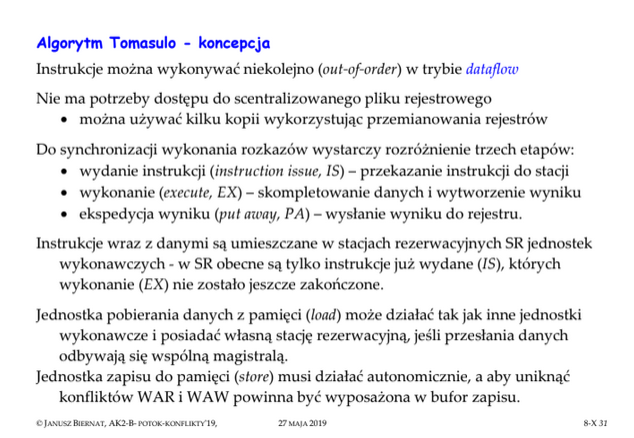 Algorytm Tomasulo - koncepcja
Instrukcje można wykonywać niekolejno (out-of-order) w trybie dataflow
Nie ma potrzeby dostępu do scentralizowanego pliku rejestrowego
• można używać kilku kopii wykorzystując przemianowania rejestrów
Do synchronizacji wykonania rozkazów wystarczy rozróżnienie trzech etapów:
• wydanie instrukcji (instruction issue, IS) – przekazanie instrukcji do stacji
• wykonanie (execute, EX) – skompletowanie danych i wytworzenie wyniku
• ekspedycja wyniku (put away, PA) – wysłanie wyniku do rejestru.
Instrukcje wraz z danymi są umieszczane w stacjach rezerwacyjnych SR jednostek
wykonawczych - w SR obecne są tylko instrukcje już wydane (IS), których
wykonanie (EX) nie zostało jeszcze zakończone.
Jednostka pobierania danych z pamięci (load) może działać tak jak inne jednostki
wykonawcze i posiadać własną stację rezerwacyjną, jeśli przesłania danych
odbywają się wspólną magistralą.
Jednostka zapisu do pamięci (store) musi działać autonomicznie, a aby uniknąć
konfliktów WAR i WAW powinna być wyposażona w bufor zapisu.
© JANUSZ BIERNAT, AK2-B- POTOK-KONFLIKTY'19, 27 MAJA 2019 8-X 31